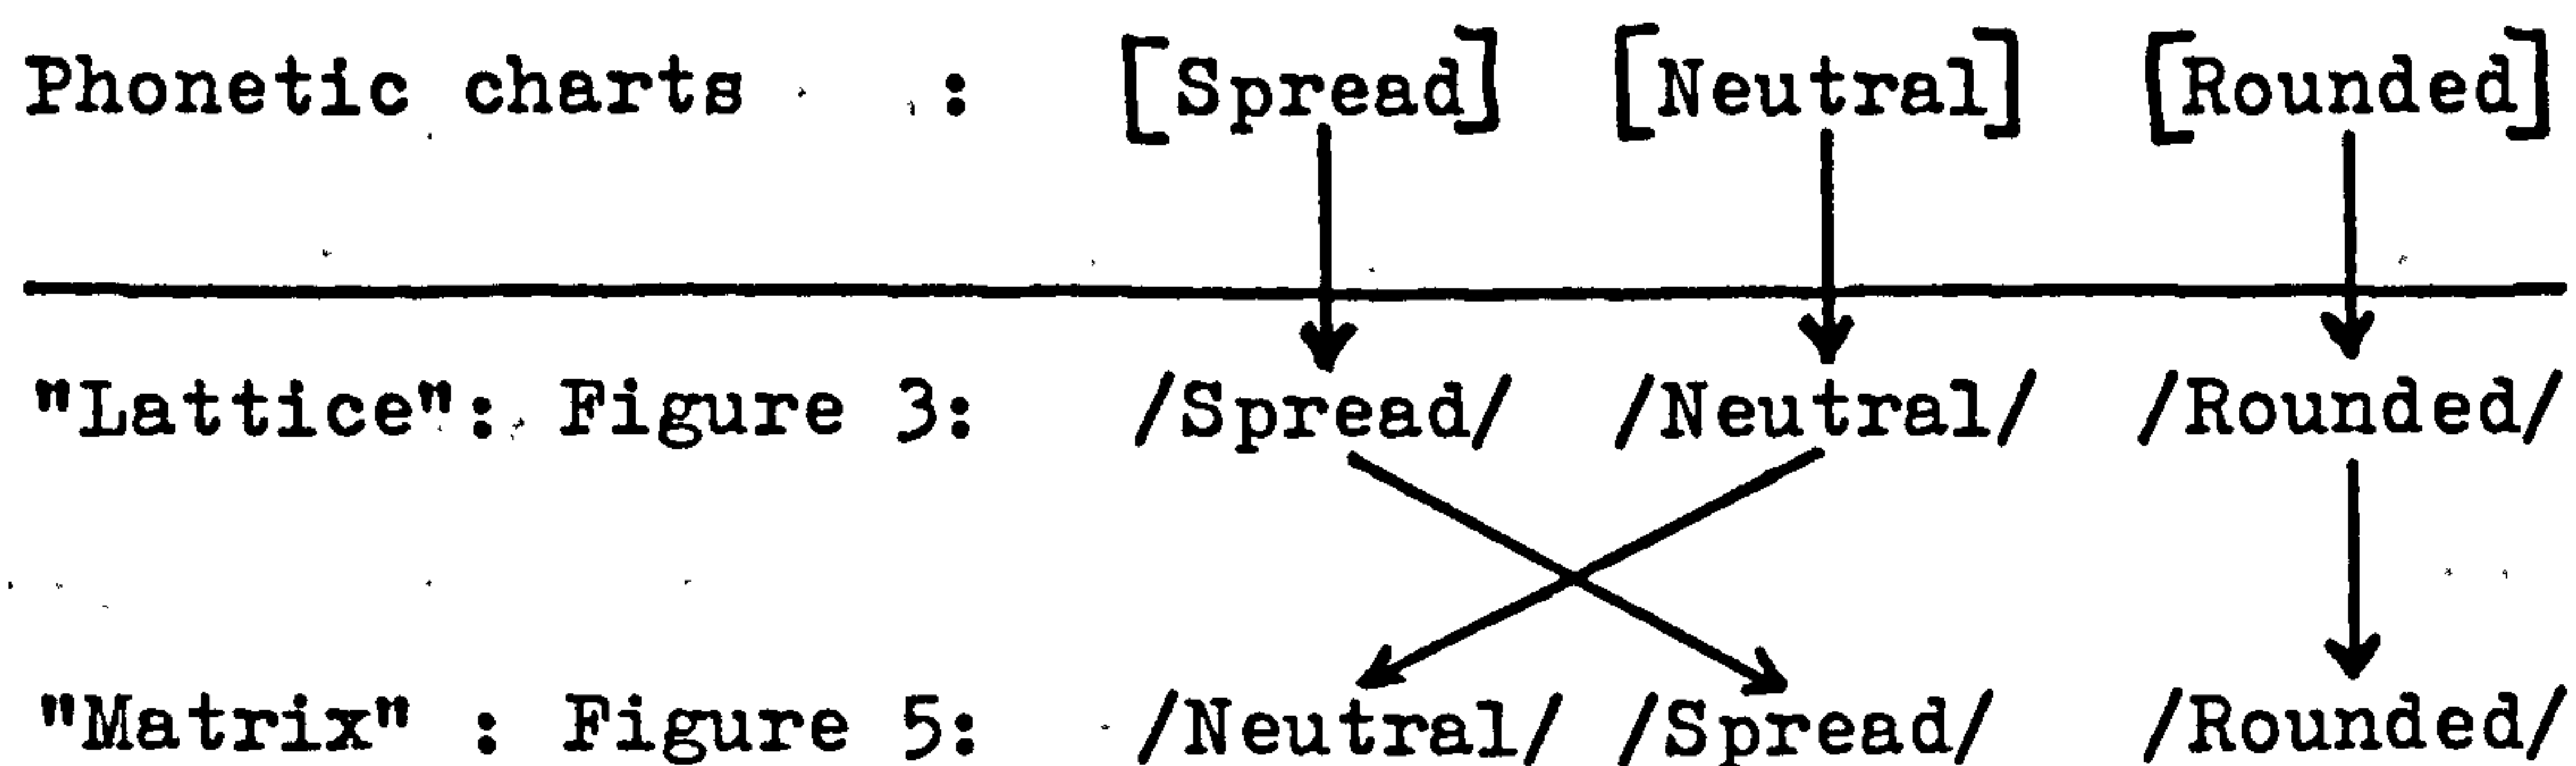 Phonetic charts : [Spread] [Neutral] [Rounded]
"Lattice": Figure 3: /Spread/ /Neutral/ /Rounded/
"Matrix" : Figure 5: /Neutral/ /Spread/ /Rounded/